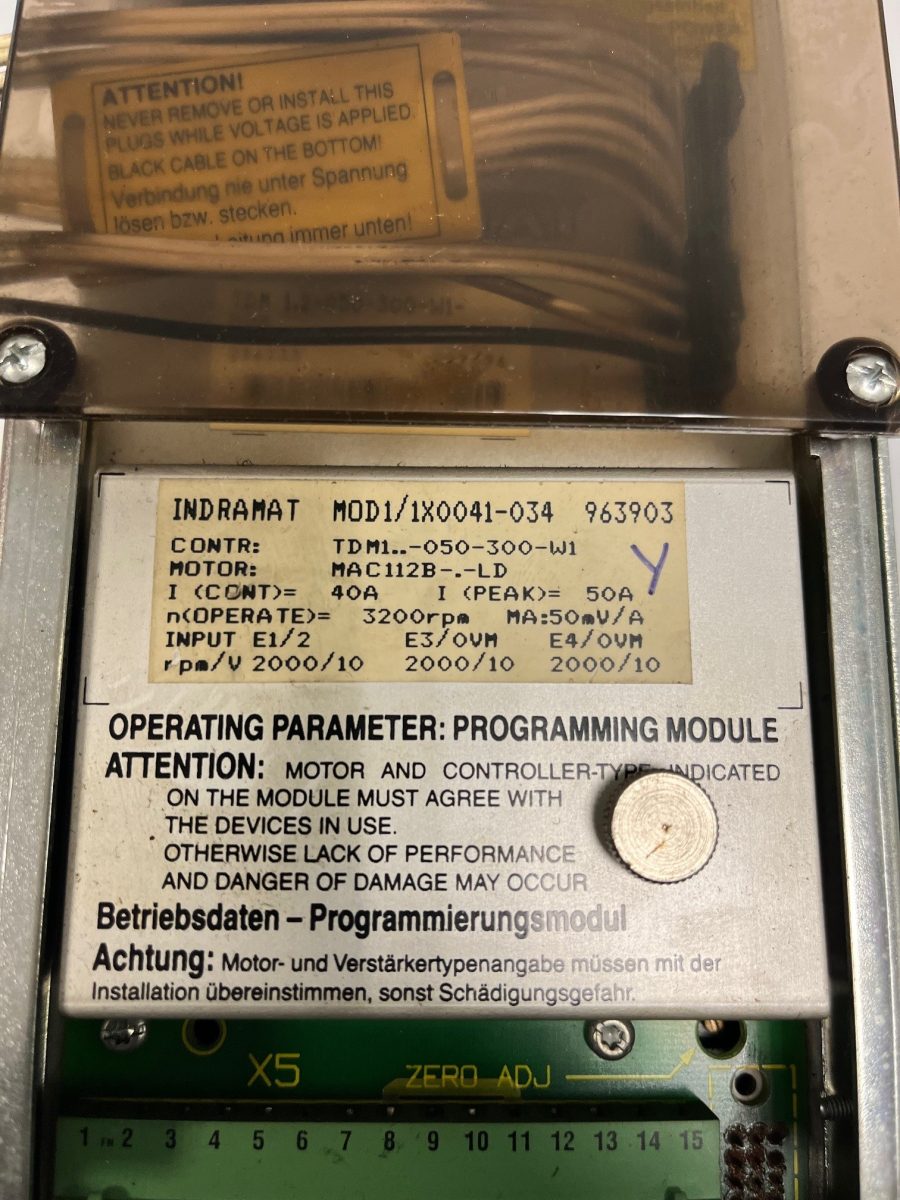 ATTENTION!
NEVER REMOVE OR INSTALL THIS
PLUGS WHILE VOLTAGE IS APPLIED.
BLACK CABLE ON THE BOTTOM!
Verbindung nie unter Spannung
lösen bzw. stecken.
Leitung immer unten!
INDRAMAT MOD1/1X0041-034 963903
CONTR: TDM1..-050-300-W1
Y
MOTOR: MAC112B-.-LD
I (CONT)= 40A I (PEAK)= 50A
n(OPERATE)= 3200rpm MA:50mV/A
INPUT E1/2 E3/0VM E4/0VM
rpm/V 2000/10 2000/10 2000/10
OPERATING PARAMETER: PROGRAMMING MODULE
ATTENTION: MOTOR AND CONTROLLER-TYPE INDICATED
ON THE MODULE MUST AGREE WITH
THE DEVICES IN USE.
OTHERWISE LACK OF PERFORMANCE
AND DANGER OF DAMAGE MAY OCCUR
Betriebsdaten – Programmierungsmodul
Achtung: Motor- und Verstärkertypenangabe müssen mit der
Installation übereinstimmen, sonst Schädigungsgefahr.
X5 ZERO ADJ
1 2 3 4 5 6 7 8 9 10 11 12 13 14 15